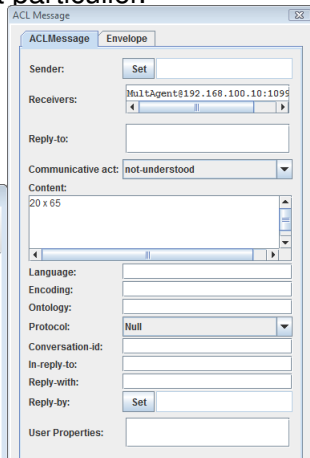 ACL Message
ACLMessage Envelope
Sender: Set
Receivers: MultAgent@192.168.100.10:1099
Reply-to:
Communicative act: not-understood
Content:
20 x 65
Language:
Encoding:
Ontology:
Protocol: Null
Conversation-id:
In-reply-to:
Reply-with:
Reply-by: Set
User Properties: